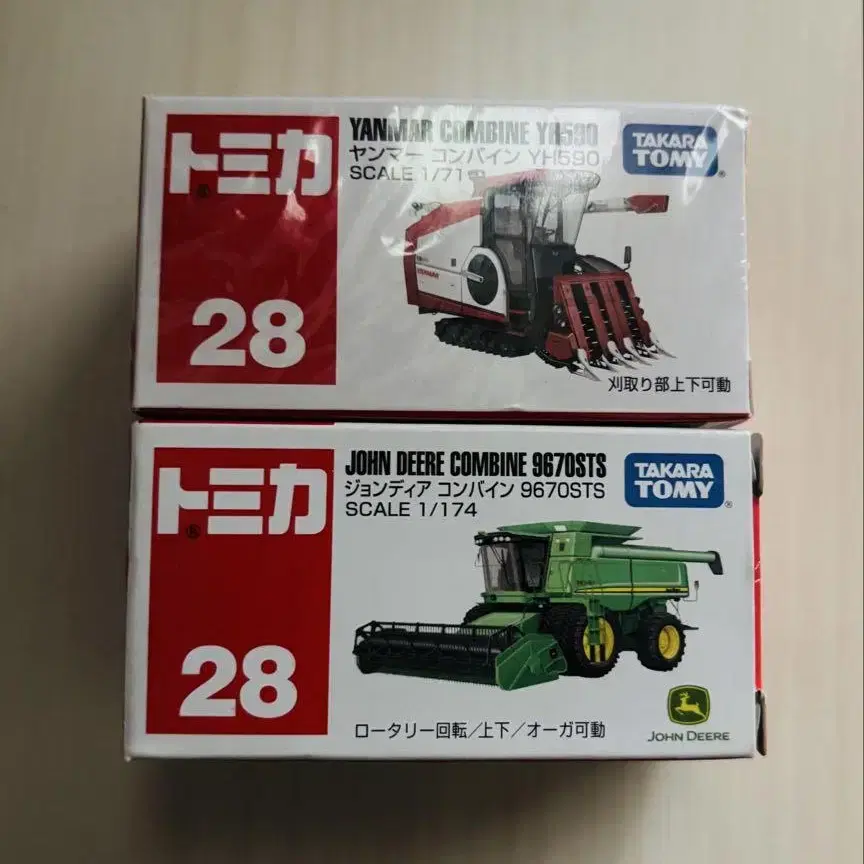 トミカ
28
YANMAR COMBINE YH590
ヤンマー コンバイン YH590
SCALE 1/71
TAKARA
TOMY
YANMAR
刈取り部上下可動
トミカ
28
JOHN DEERE COMBINE 9670STS
ジョンディア コンバイン 9670STS
SCALE 1/174
TAKARA
TOMY
ロータリー回転/上下/オーガ可動
JOHN DEERE